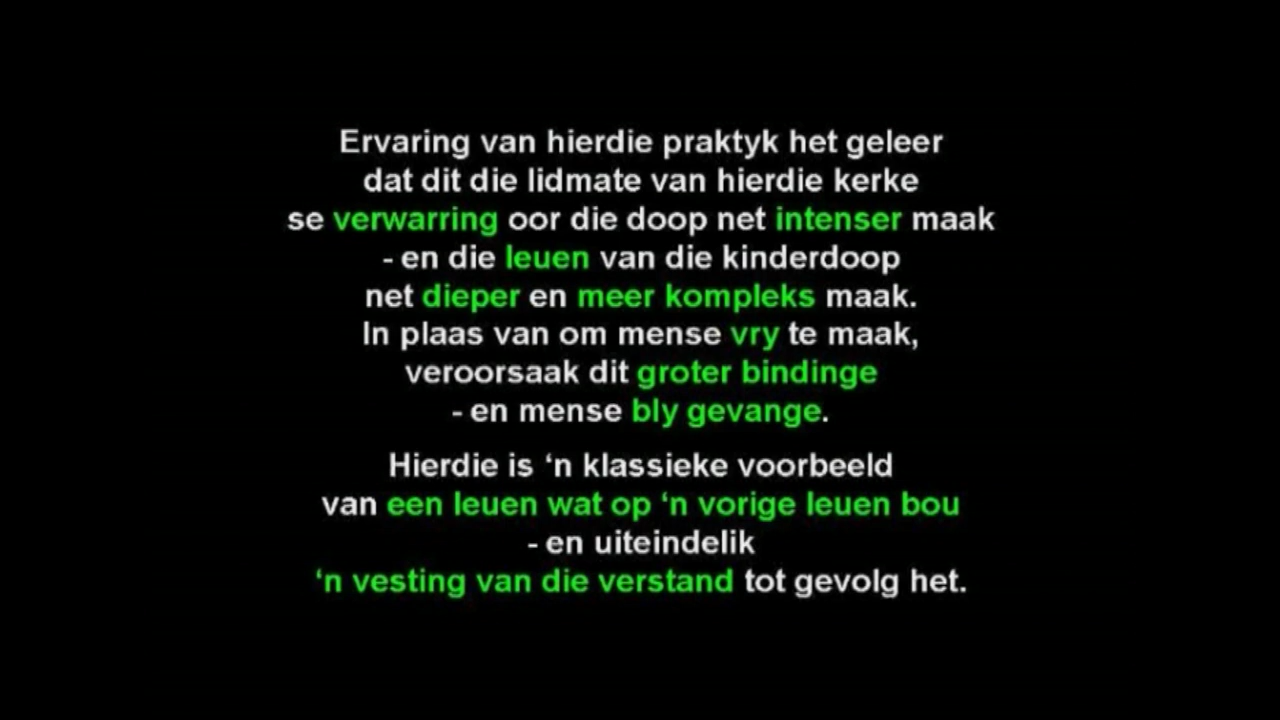 Ervaring van hierdie praktyk het geleer
dat dit die lidmate van hierdie kerke
se verwarring oor die doop net intenser maak
- en die leuen van die kinderdoop
net dieper en meer kompleks maak.
In plaas van om mense vry te maak,
veroorsaak dit groter bindinge
- en mense bly gevange.
Hierdie is ‘n klassieke voorbeeld
van een leuen wat op ‘n vorige leuen bou
- en uiteindelik
‘n vesting van die verstand tot gevolg het.